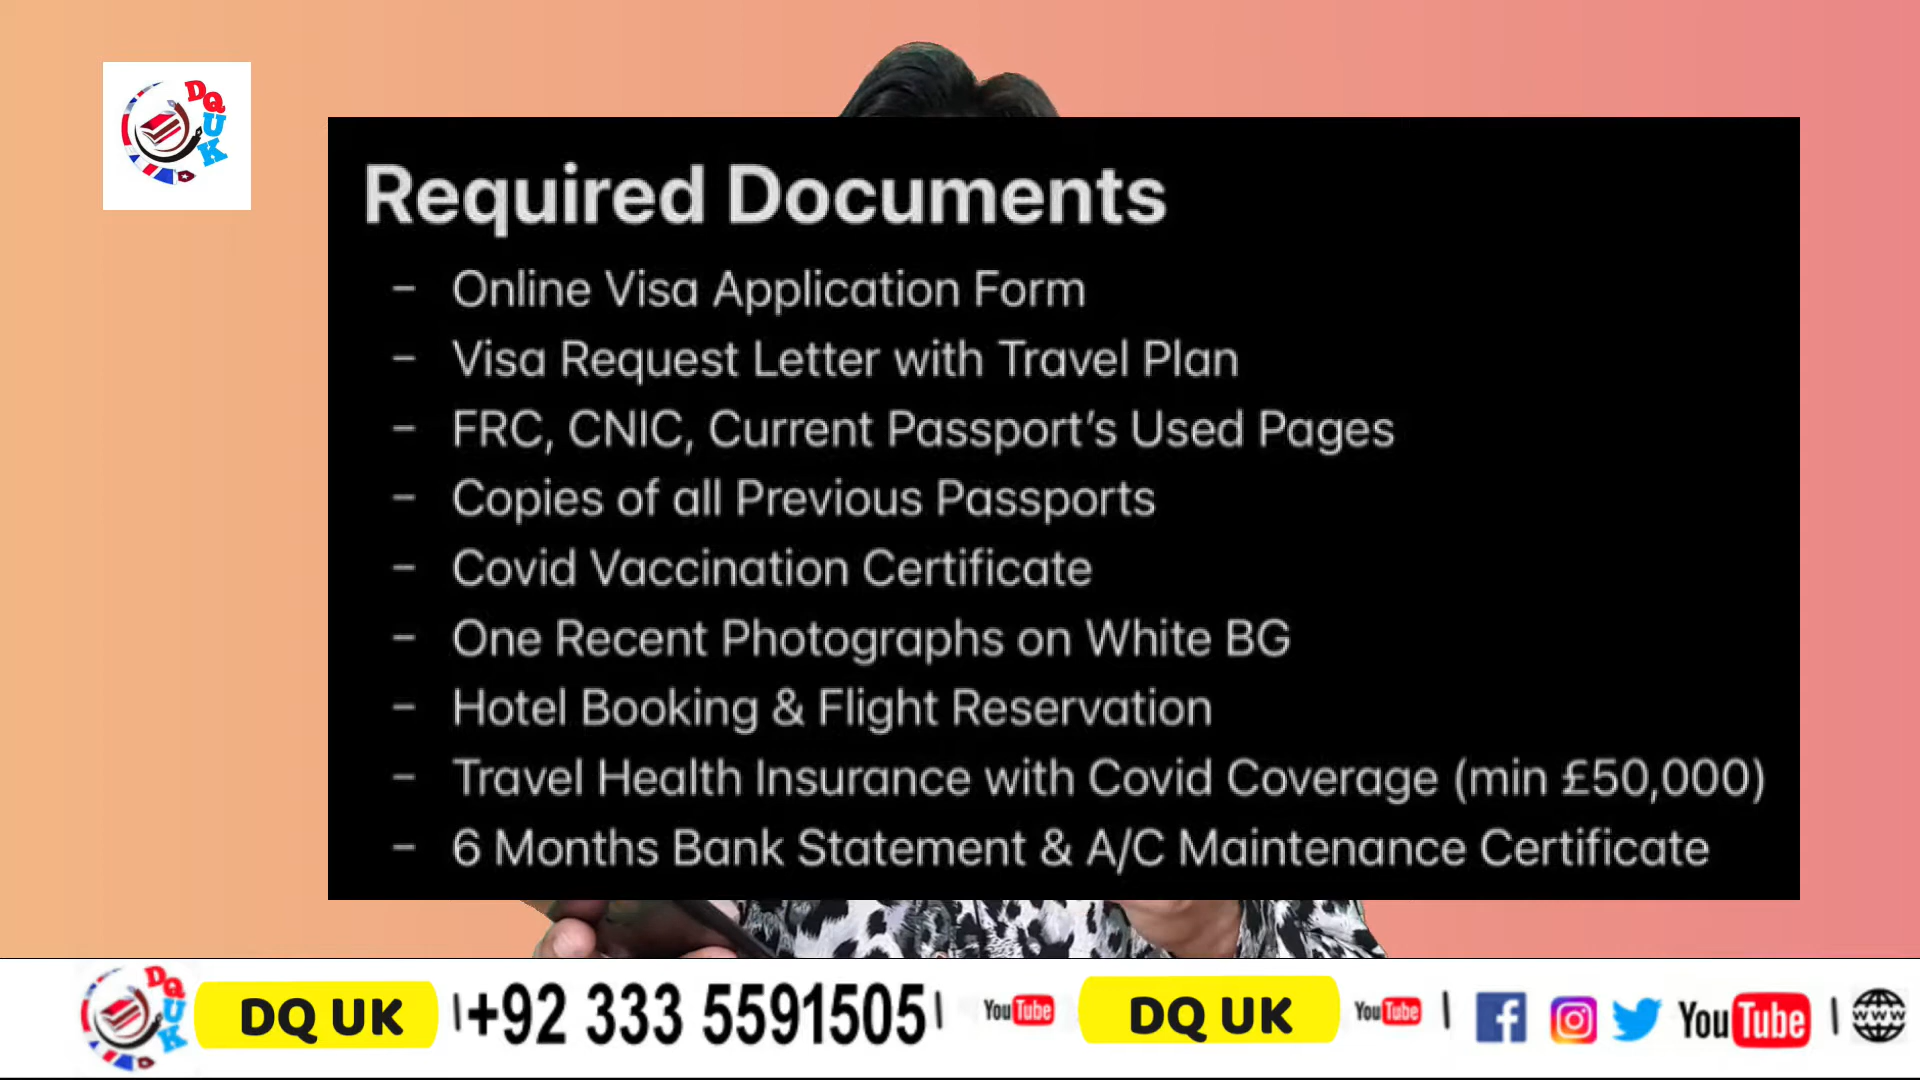 DQ
U
K
Required Documents
– Online Visa Application Form
– Visa Request Letter with Travel Plan
– FRC, CNIC, Current Passport’s Used Pages
– Copies of all Previous Passports
– Covid Vaccination Certificate
– One Recent Photographs on White BG
– Hotel Booking & Flight Reservation
– Travel Health Insurance with Covid Coverage (min £50,000)
– 6 Months Bank Statement & A/C Maintenance Certificate
DQ
U
K
DQ UK |+92 333 5591505| YouTube DQ UK YouTube | f YouTube | WWW